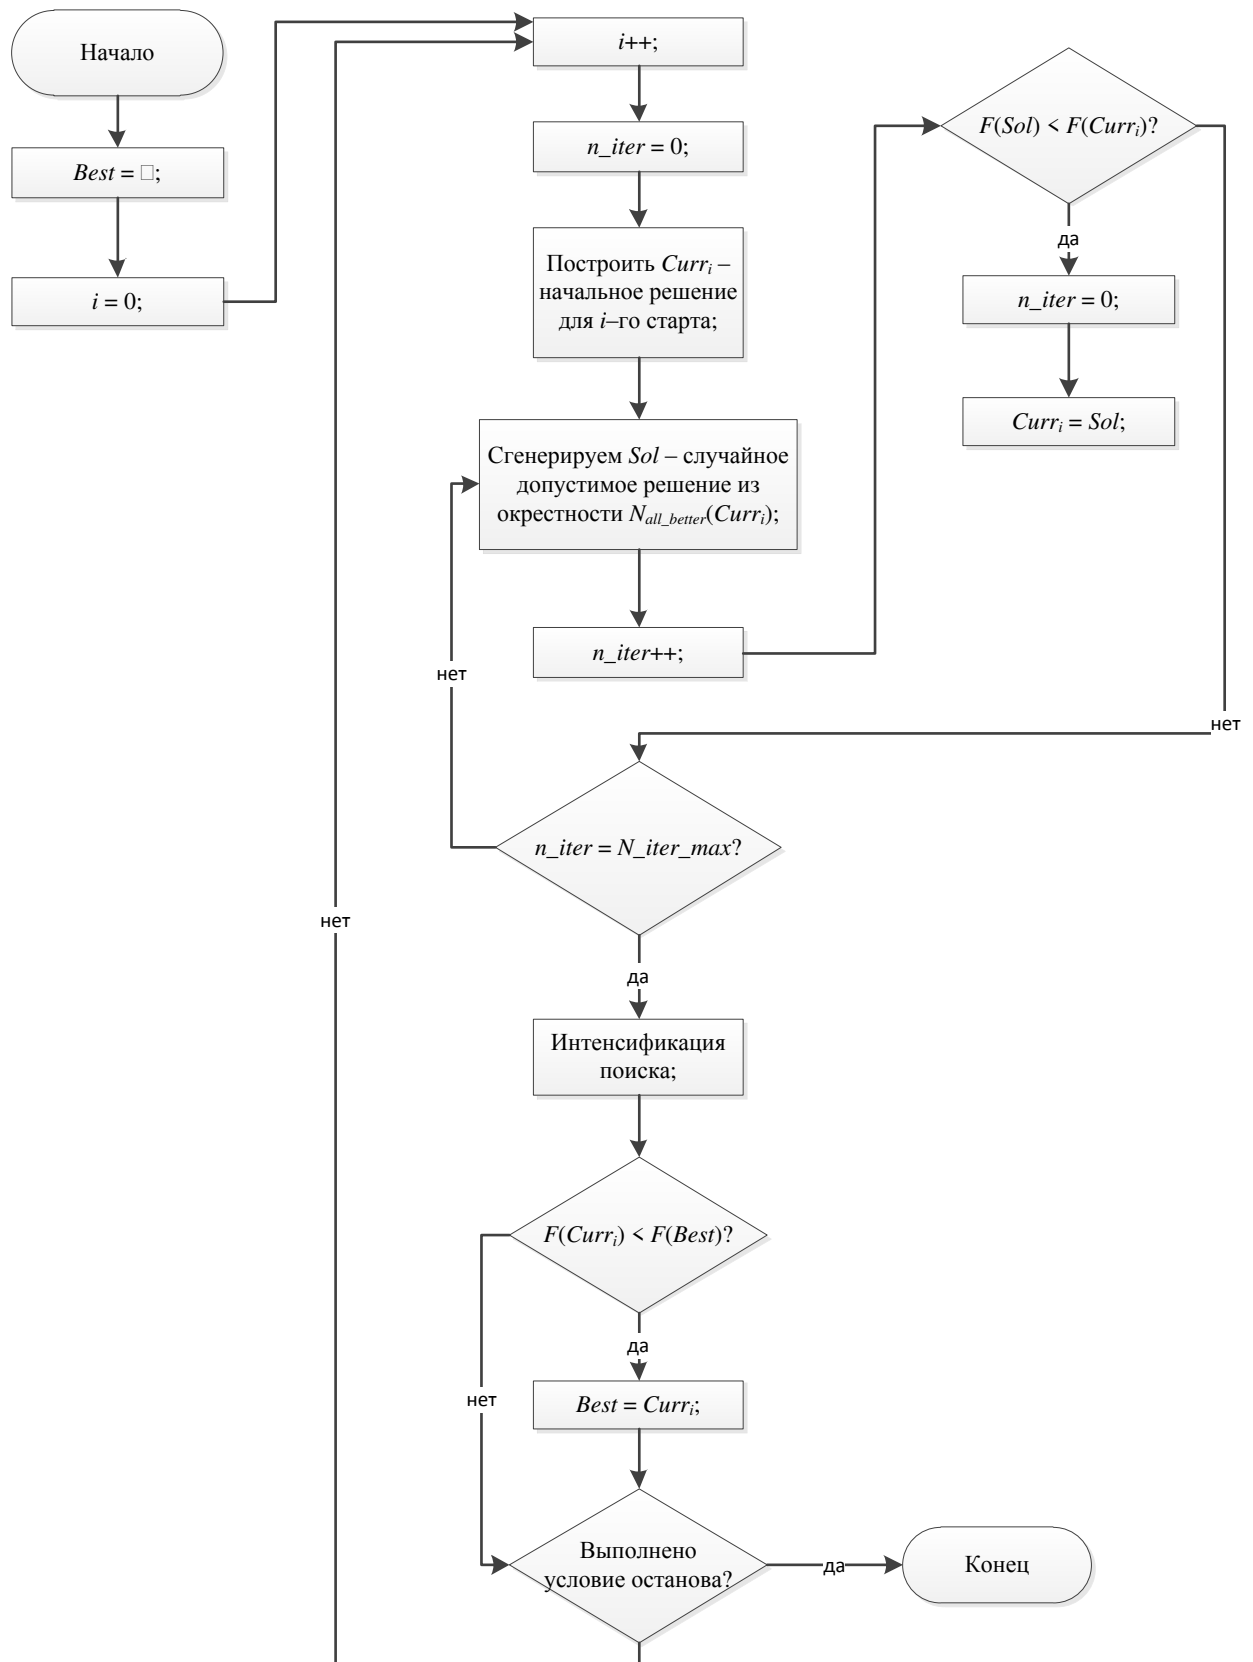 Начало
Best = □;
i = 0;
i++;
n_iter = 0;
Построить Currᵢ –
начальное решение
для i–го старта;
Сгенерируем Sol – случайное
допустимое решение из
окрестности N_all_better(Currᵢ);
n_iter++;
F(Sol) < F(Currᵢ)?
да
n_iter = 0;
Currᵢ = Sol;
нет
нет
n_iter = N_iter_max?
нет
да
Интенсификация
поиска;
F(Currᵢ) < F(Best)?
да
нет
Best = Currᵢ;
Выполнено
условие останова?
да
Конец